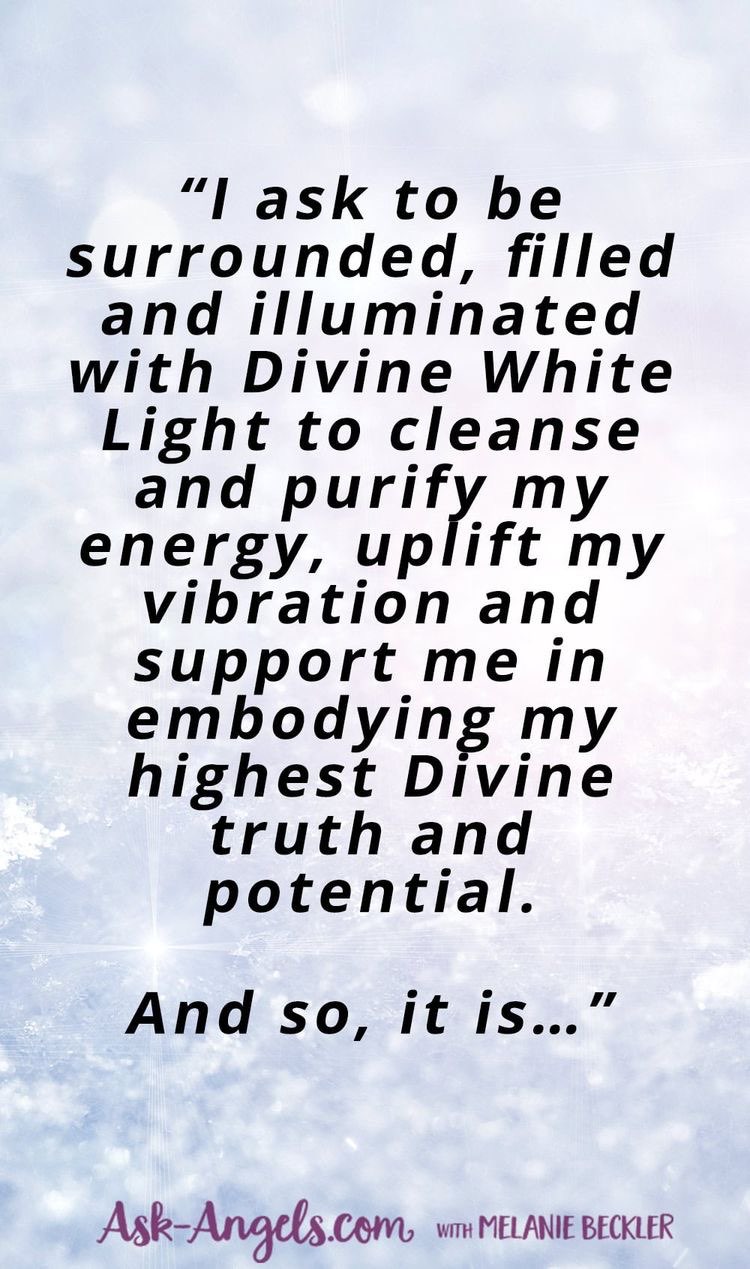 “I ask to be
surrounded, filled
and illuminated
with Divine White
Light to cleanse
and purify my
energy, uplift my
vibration and
support me in
embodying my
highest Divine
truth and
potential.
And so, it is...”
Ask-Angels.com WITH MELANIE BECKLER